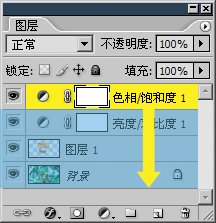 图层
正常 不透明度: 100%
锁定: 填充: 100%
色相/饱和度 1
亮度/ 比度 1
图层 1
背景